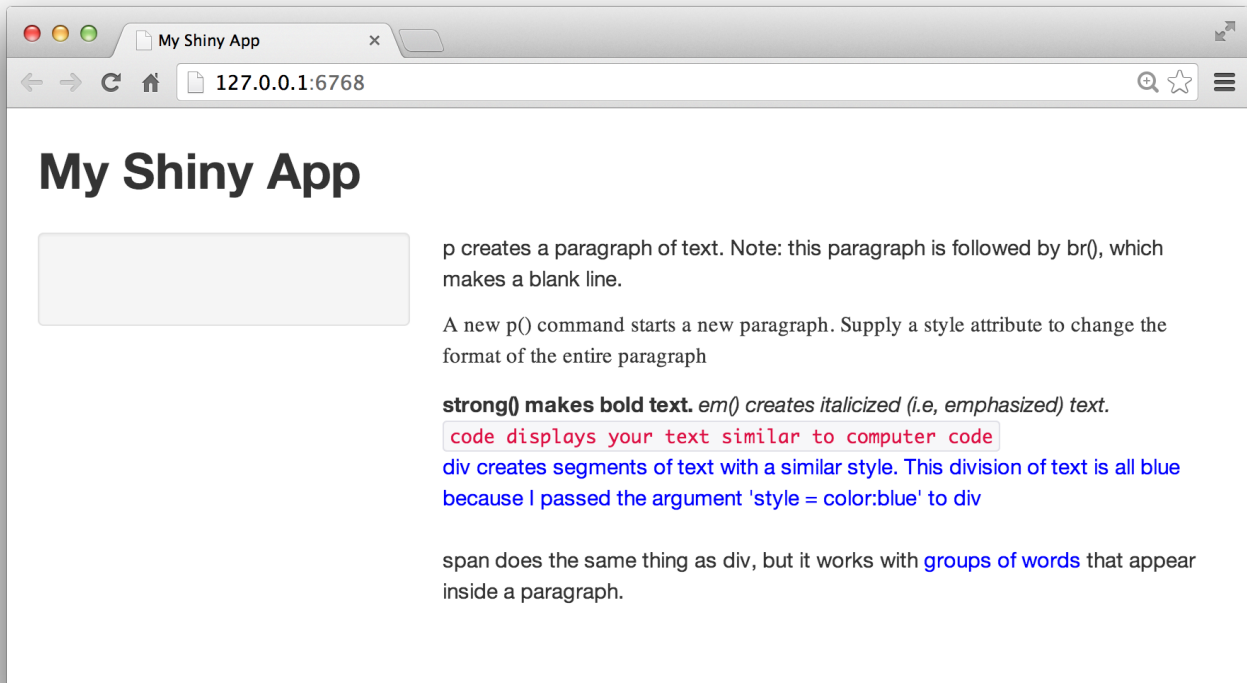 My Shiny App
127.0.0.1:6768
My Shiny App
p creates a paragraph of text. Note: this paragraph is followed by br(), which
makes a blank line.
A new p() command starts a new paragraph. Supply a style attribute to change the
format of the entire paragraph
strong() makes bold text. em() creates italicized (i.e, emphasized) text.
code displays your text similar to computer code
div creates segments of text with a similar style. This division of text is all blue
because I passed the argument 'style = color:blue' to div
span does the same thing as div, but it works with groups of words that appear
inside a paragraph.